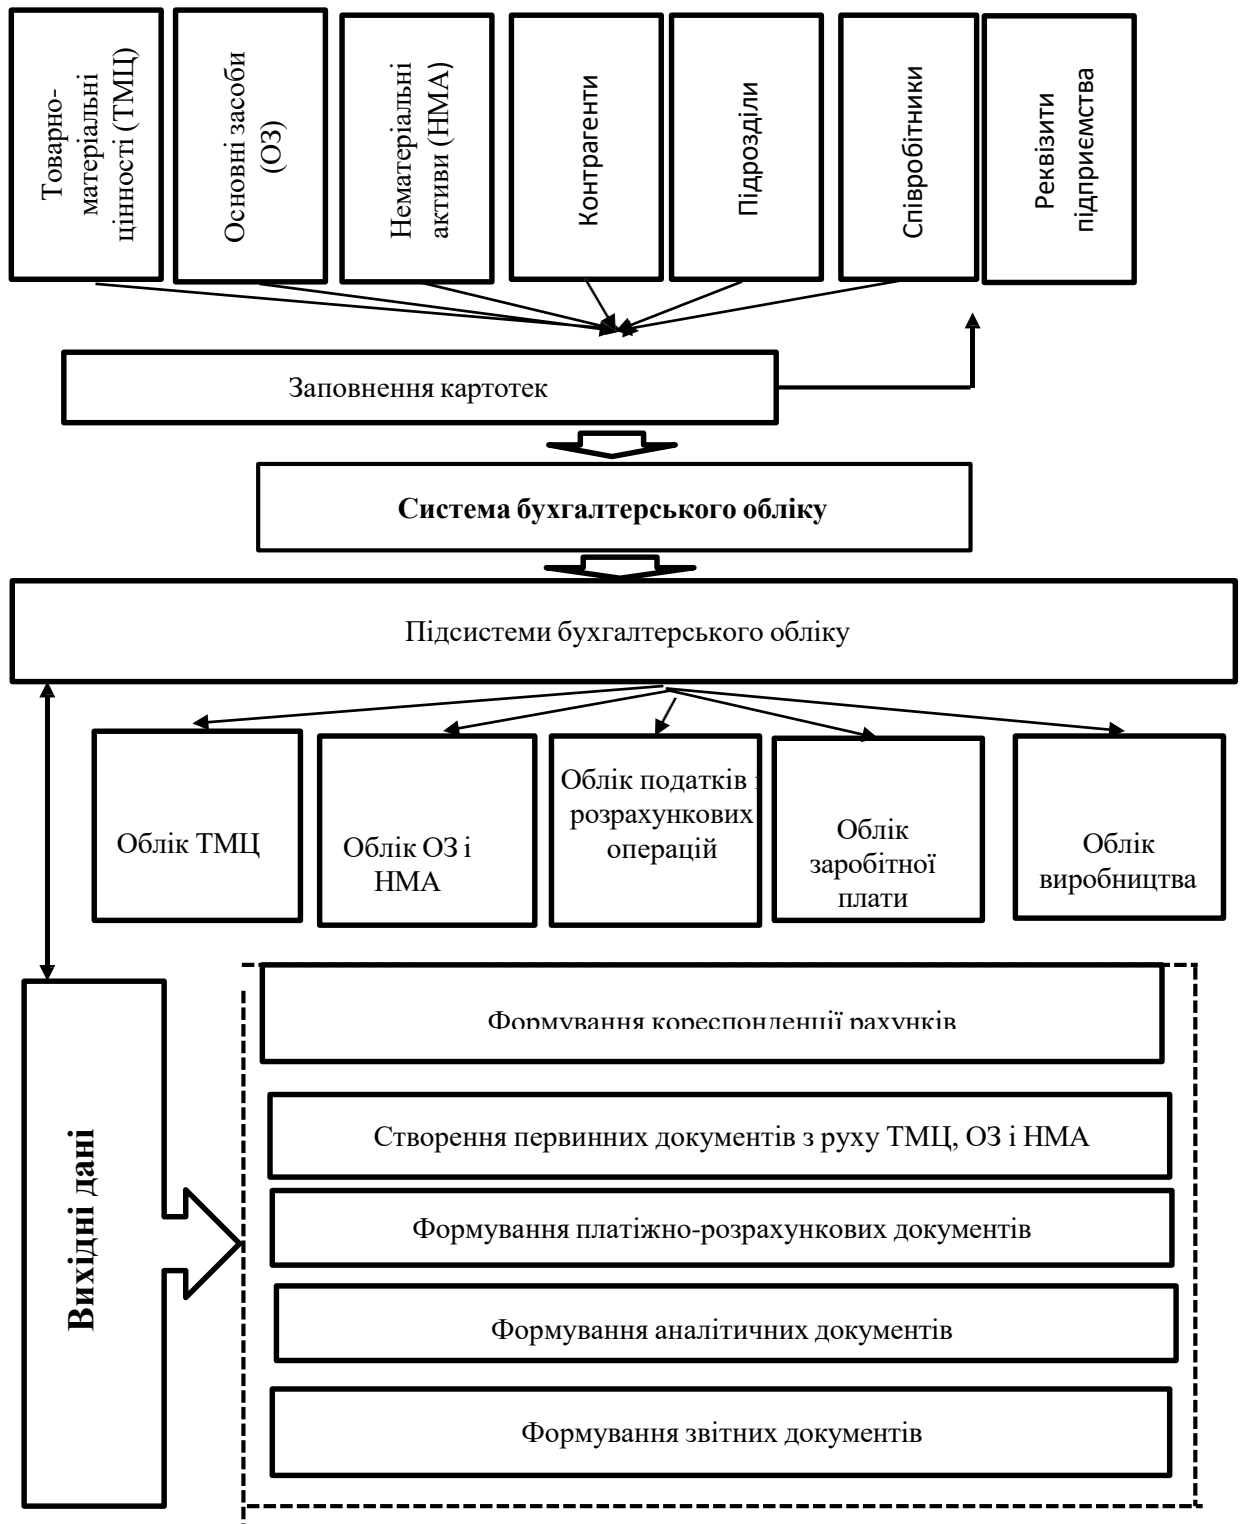 Товарно-
матеріальні
цінності (ТМЦ)
Основні засоби
(ОЗ)
Нематеріальні
активи (НМА)
Контрагенти
Підрозділи
Співробітники
Реквізити
підприємства
Заповнення картотек
Система бухгалтерського обліку
Підсистеми бухгалтерського обліку
Облік ТМЦ
Облік ОЗ і
НМА
Облік податків і
розрахункових
операцій
Облік
заробітної
плати
Облік
виробництва
Вихідні дані
Формування кореспонденції рахунків
Створення первинних документів з руху ТМЦ, ОЗ і НМА
Формування платіжно-розрахункових документів
Формування аналітичних документів
Формування звітних документів